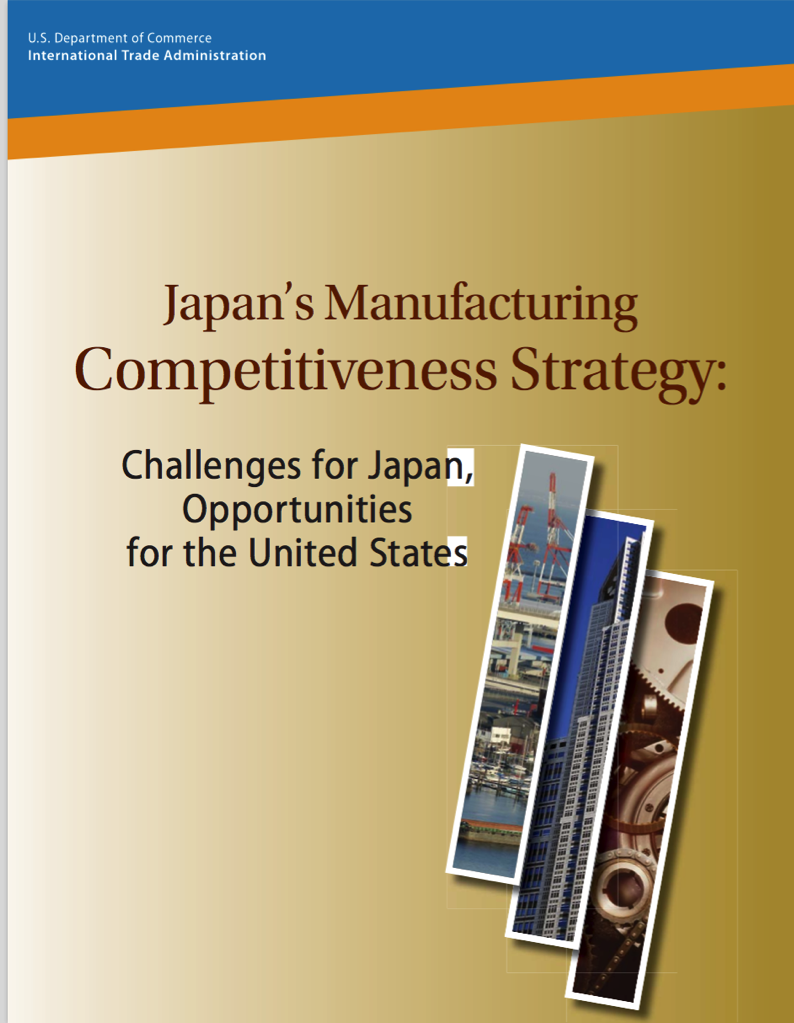 U.S. Department of Commerce
International Trade Administration
Japan's Manufacturing
Competitiveness Strategy:
Challenges for Japan,
Opportunities
for the United States